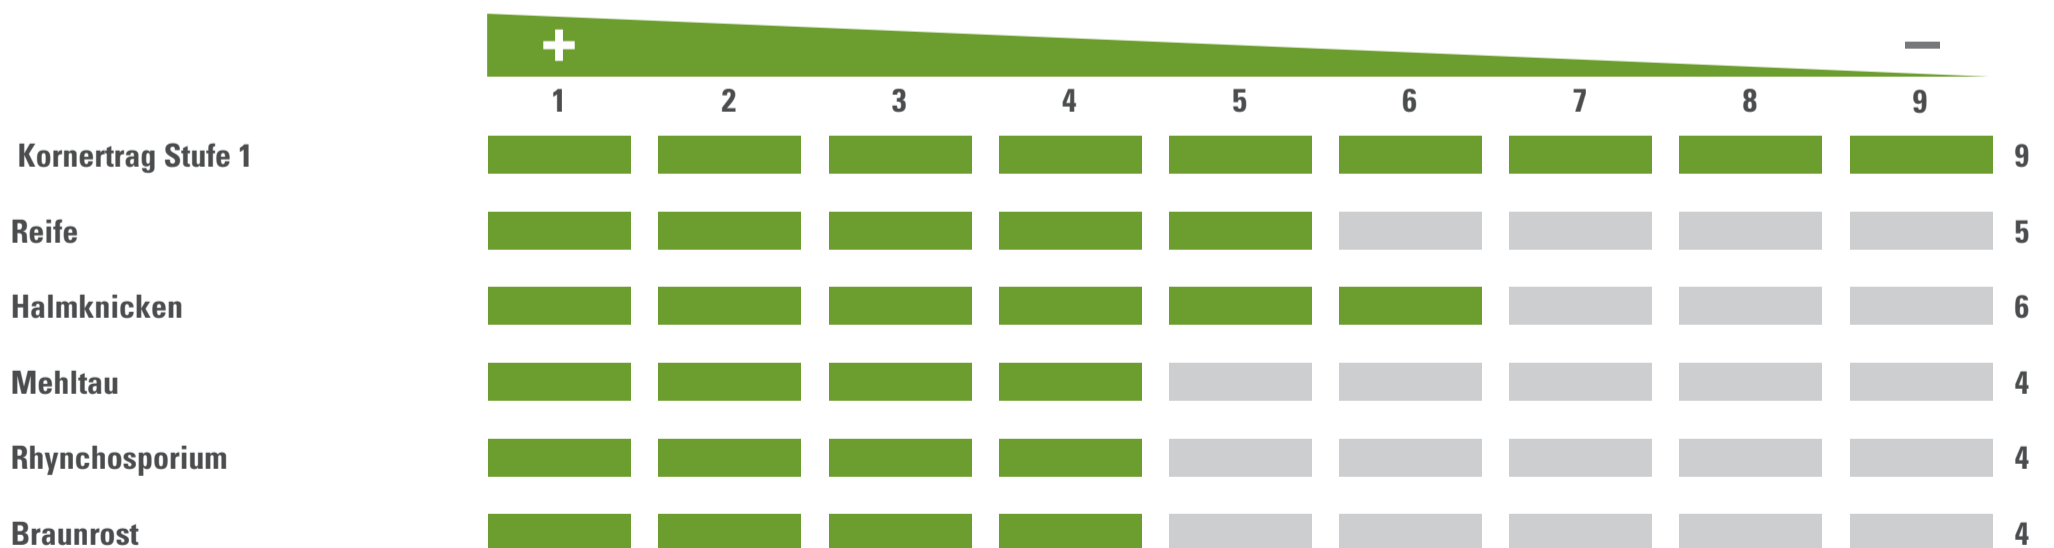 + −
1 2 3 4 5 6 7 8 9
Kornertrag Stufe 1 9
Reife 5
Halmknicken 6
Mehltau 4
Rhynchosporium 4
Braunrost 4